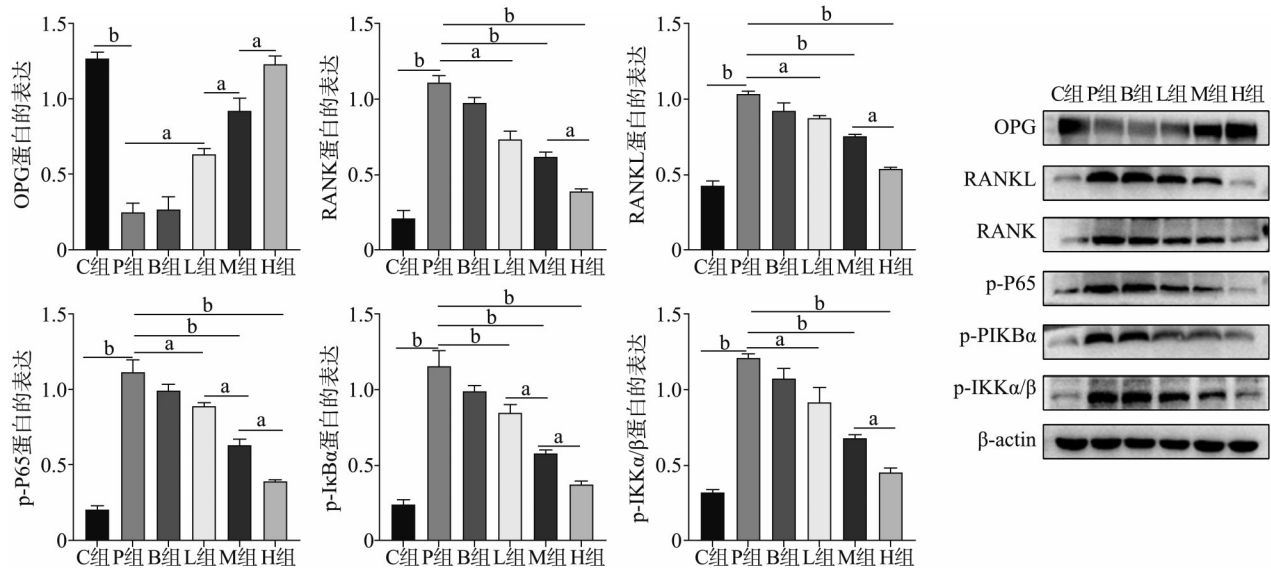 OPG蛋白的表达
1.5
1.0
0.5
0
b
a
a
a
C组 P组 B组 L组 M组 H组
RANK蛋白的表达
1.5
1.0
0.5
0
b
b
b
a
a
C组 P组 B组 L组 M组 H组
RANKL蛋白的表达
1.5
1.0
0.5
0
b
b
b
a
a
C组 P组 B组 L组 M组 H组
p-P65蛋白的表达
1.5
1.0
0.5
0
b
b
b
a
a
a
C组 P组 B组 L组 M组 H组
p-IκBα蛋白的表达
1.5
1.0
0.5
0
b
b
b
b
a
a
C组 P组 B组 L组 M组 H组
p-IKKα/β蛋白的表达
1.5
1.0
0.5
0
b
b
b
a
a
C组 P组 B组 L组 M组 H组
C组 P组 B组 L组 M组 H组
OPG
RANKL
RANK
p-P65
p-PIKBα
p-IKKα/β
β-actin